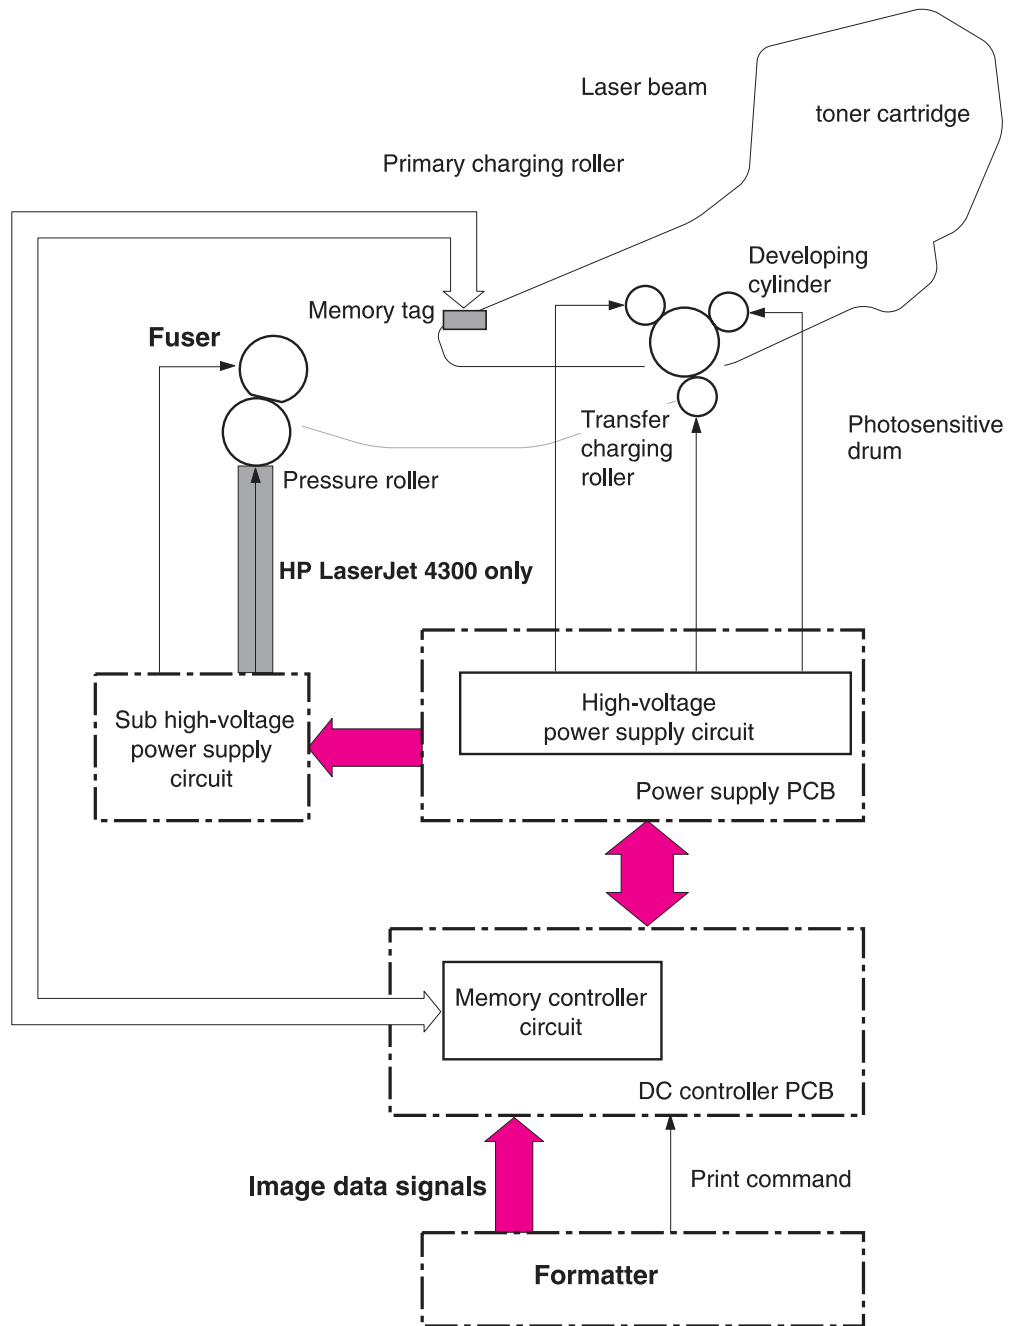 Laser beam
toner cartridge
Primary charging roller
Developing
cylinder
Memory tag
Fuser
Transfer
charging
roller
Photosensitive
drum
Pressure roller
HP LaserJet 4300 only
Sub high-voltage
power supply
circuit
High-voltage
power supply circuit
Power supply PCB
Memory controller
circuit
DC controller PCB
Image data signals
Print command
Formatter